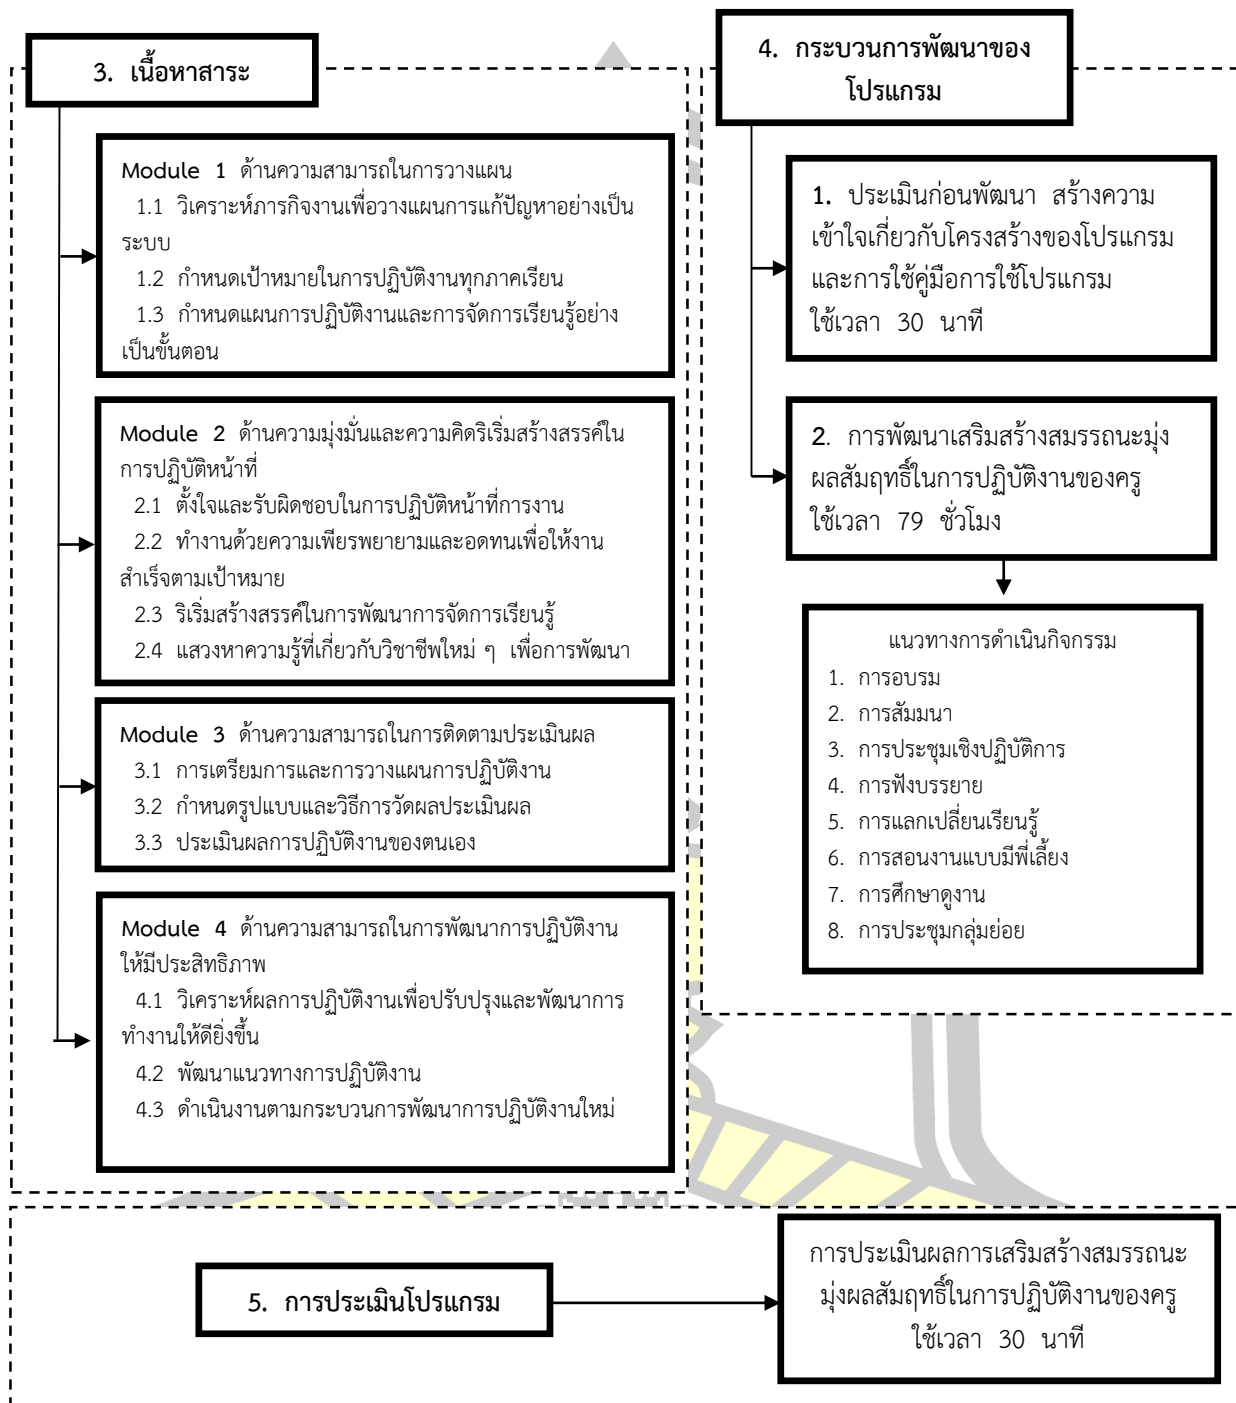 3. เนื้อหาสาระ
Module 1 ด้านความสามารถในการวางแผน
1.1 วิเคราะห์ภารกิจงานเพื่อวางแผนการแก้ปัญหาอย่างเป็น
ระบบ
1.2 กำหนดเป้าหมายในการปฏิบัติงานทุกภาคเรียน
1.3 กำหนดแผนการปฏิบัติงานและการจัดการเรียนรู้อย่าง
เป็นขั้นตอน
Module 2 ด้านความมุ่งมั่นและความคิดริเริ่มสร้างสรรค์ใน
การปฏิบัติหน้าที่
2.1 ตั้งใจและรับผิดชอบในการปฏิบัติหน้าที่การงาน
2.2 ทำงานด้วยความเพียรพยายามและอดทนเพื่อให้งาน
สำเร็จตามเป้าหมาย
2.3 ริเริ่มสร้างสรรค์ในการพัฒนาการจัดการเรียนรู้
2.4 แสวงหาความรู้ที่เกี่ยวกับวิชาชีพใหม่ ๆ เพื่อการพัฒนา
Module 3 ด้านความสามารถในการติดตามประเมินผล
3.1 การเตรียมการและการวางแผนการปฏิบัติงาน
3.2 กำหนดรูปแบบและวิธีการวัดผลประเมินผล
3.3 ประเมินผลการปฏิบัติงานของตนเอง
Module 4 ด้านความสามารถในการพัฒนาการปฏิบัติงาน
ให้มีประสิทธิภาพ
4.1 วิเคราะห์ผลการปฏิบัติงานเพื่อปรับปรุงและพัฒนาการ
ทำงานให้ดียิ่งขึ้น
4.2 พัฒนาแนวทางการปฏิบัติงาน
4.3 ดำเนินงานตามกระบวนการพัฒนาการปฏิบัติงานใหม่
4. กระบวนการพัฒนาของ
โปรแกรม
1. ประเมินก่อนพัฒนา สร้างความ
เข้าใจเกี่ยวกับโครงสร้างของโปรแกรม
และการใช้คู่มือการใช้โปรแกรม
ใช้เวลา 30 นาที
2. การพัฒนาเสริมสร้างสมรรถนะมุ่ง
ผลสัมฤทธิ์ในการปฏิบัติงานของครู
ใช้เวลา 79 ชั่วโมง
แนวทางการดำเนินกิจกรรม
1. การอบรม
2. การสัมมนา
3. การประชุมเชิงปฏิบัติการ
4. การฟังบรรยาย
5. การแลกเปลี่ยนเรียนรู้
6. การสอนงานแบบมีพี่เลี้ยง
7. การศึกษาดูงาน
8. การประชุมกลุ่มย่อย
5. การประเมินโปรแกรม
การประเมินผลการเสริมสร้างสมรรถนะ
มุ่งผลสัมฤทธิ์ในการปฏิบัติงานของครู
ใช้เวลา 30 นาที